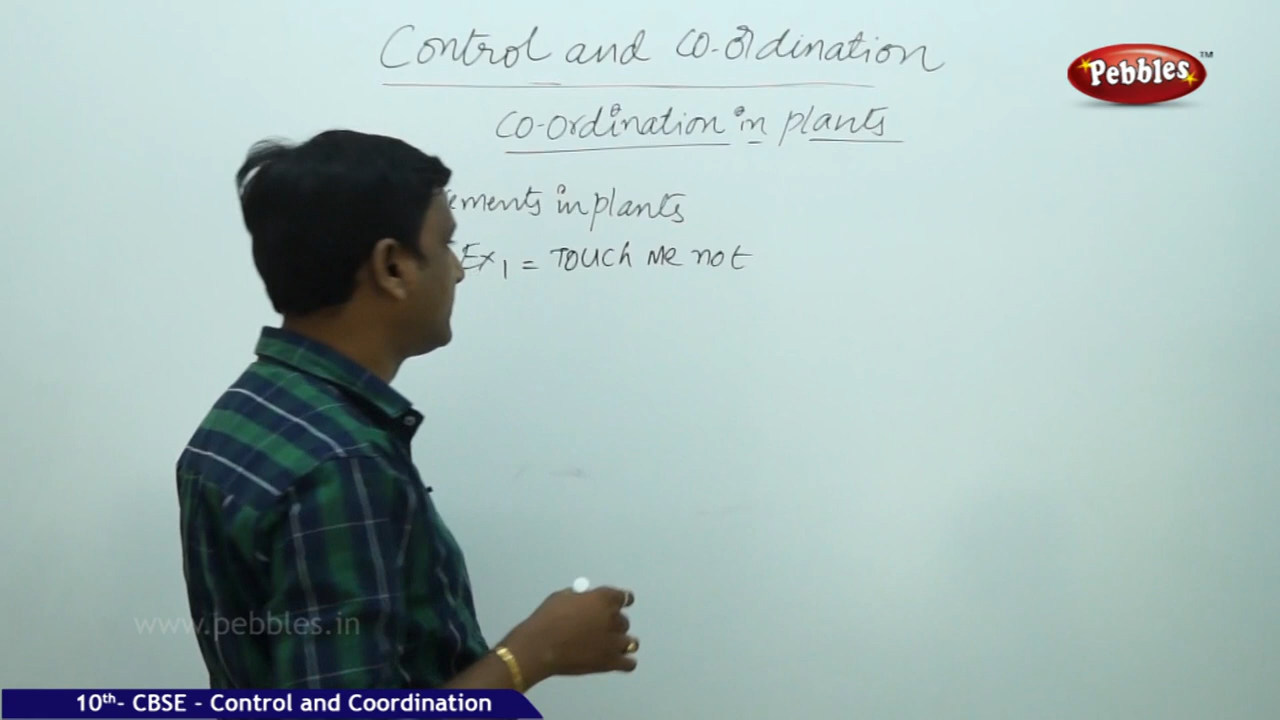 Control and co-ordination
Pebbles™
co-ordination in plants
ements in plants
Ex1 = Touch me not
www.pebbles.in
10th- CBSE - Control and Coordination